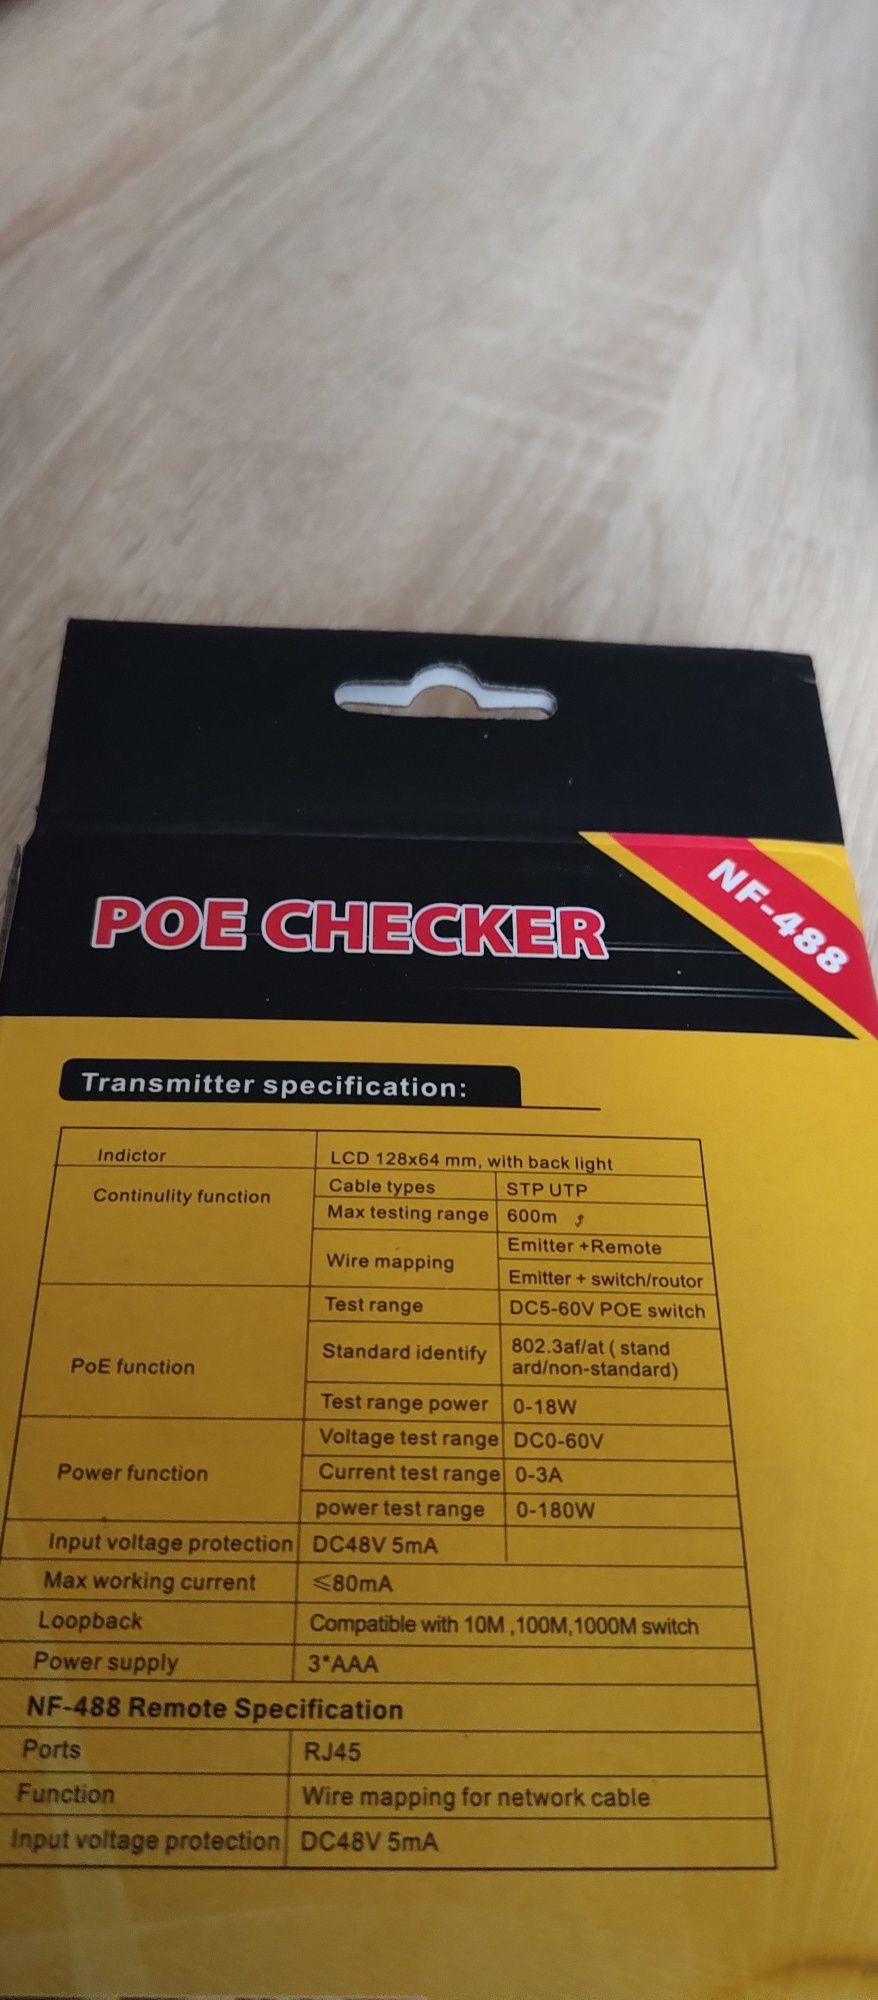 POE CHECKER
NF-488
Transmitter specification:
Indictor LCD 128x64 mm, with back light
Continulity function Cable types STP UTP
Max testing range 600m
Wire mapping Emitter +Remote
Emitter + switch/routor
PoE function Test range DC5-60V POE switch
Standard identify 802.3af/at ( stand
ard/non-standard)
Test range power 0-18W
Power function Voltage test range DC0-60V
Current test range 0-3A
power test range 0-180W
Input voltage protection DC48V 5mA
Max working current ≤80mA
Loopback Compatible with 10M ,100M,1000M switch
Power supply 3*AAA
NF-488 Remote Specification
Ports RJ45
Function Wire mapping for network cable
Input voltage protection DC48V 5mA